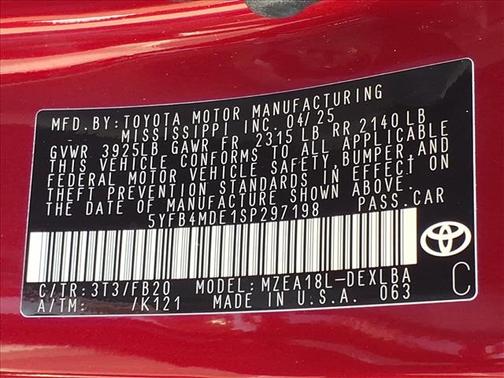 MFD.BY:TOYOTA MOTOR MANUFACTURING
MISSISSIPPI INC. 04/25
GVWR 3925LB GAWR FR 2315 LB RR 2140 LB
THIS VEHICLE CONFORMS TO ALL APPLICABLE
FEDERAL MOTOR VEHICLE SAFETY, BUMPER AND
THEFT PREVENTION STANDARDS IN EFFECT ON
THE DATE OF MANUFACTURE SHOWN ABOVE.
5YFB4MDE1SP297198 PASS.CAR
C/TR:3T3/FB20 MODEL:MZEA18L-DEXLBA
A/TM: /K121 MADE IN U.S.A. 063
C